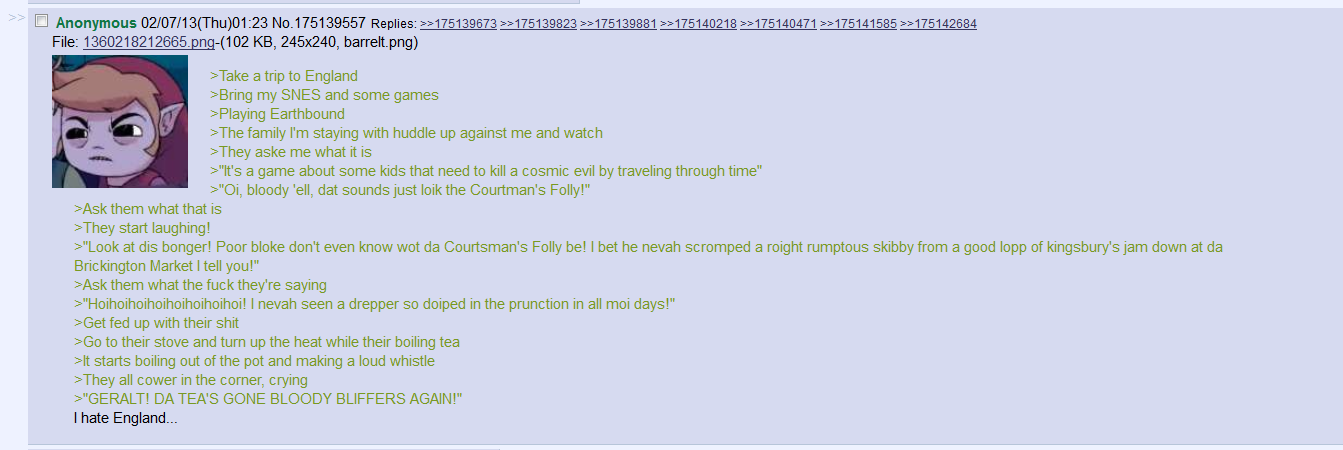 >>
Anonymous 02/07/13(Thu)01:23 No.175139557 Replies: >>175139673 >>175139823 >>175139881 >>175140218 >>175140471 >>175141585 >>175142684
File: 1360218212665.png-(102 KB, 245x240, barrelt.png)
>Take a trip to England
>Bring my SNES and some games
>Playing Earthbound
>The family I'm staying with huddle up against me and watch
>They aske me what it is
>"It's a game about some kids that need to kill a cosmic evil by traveling through time"
>"Oi, bloody 'ell, dat sounds just loik the Courtman's Folly!"
>Ask them what that is
>They start laughing!
>"Look at dis bonger! Poor bloke don't even know wot da Courtsman's Folly be! I bet he nevah scromped a roight rumptous skibby from a good lopp of kingsbury's jam down at da
Brickington Market I tell you!"
>Ask them what the fuck they're saying
>"Hoihoihoihoihoihoihoihoi! I nevah seen a drepper so doiped in the prunction in all moi days!"
>Get fed up with their shit
>Go to their stove and turn up the heat while their boiling tea
>It starts boiling out of the pot and making a loud whistle
>They all cower in the corner, crying
>"GERALT! DA TEA'S GONE BLOODY BLIFFERS AGAIN!"
I hate England...